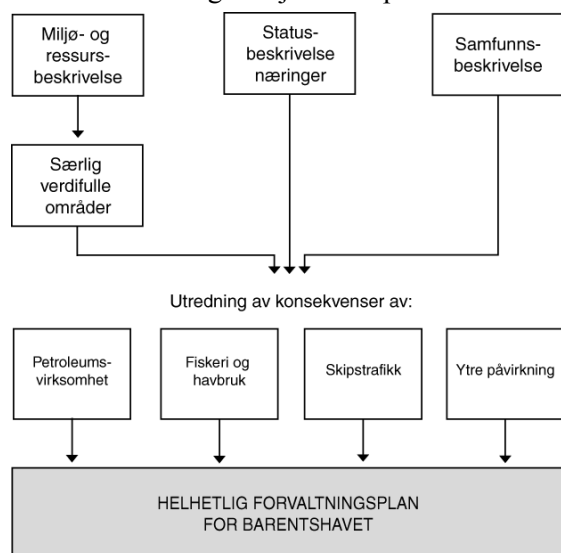 Miljø- og
ressurs-
beskrivelse
Status-
beskrivelse
næringer
Samfunns-
beskrivelse
Særlig
verdifulle
områder
Utredning av konsekvenser av:
Petroleums-
virksomhet
Fiskeri og
havbruk
Skipstrafikk
Ytre påvirkning
HELHETLIG FORVALTNINGSPLAN
FOR BARENTSHAVET